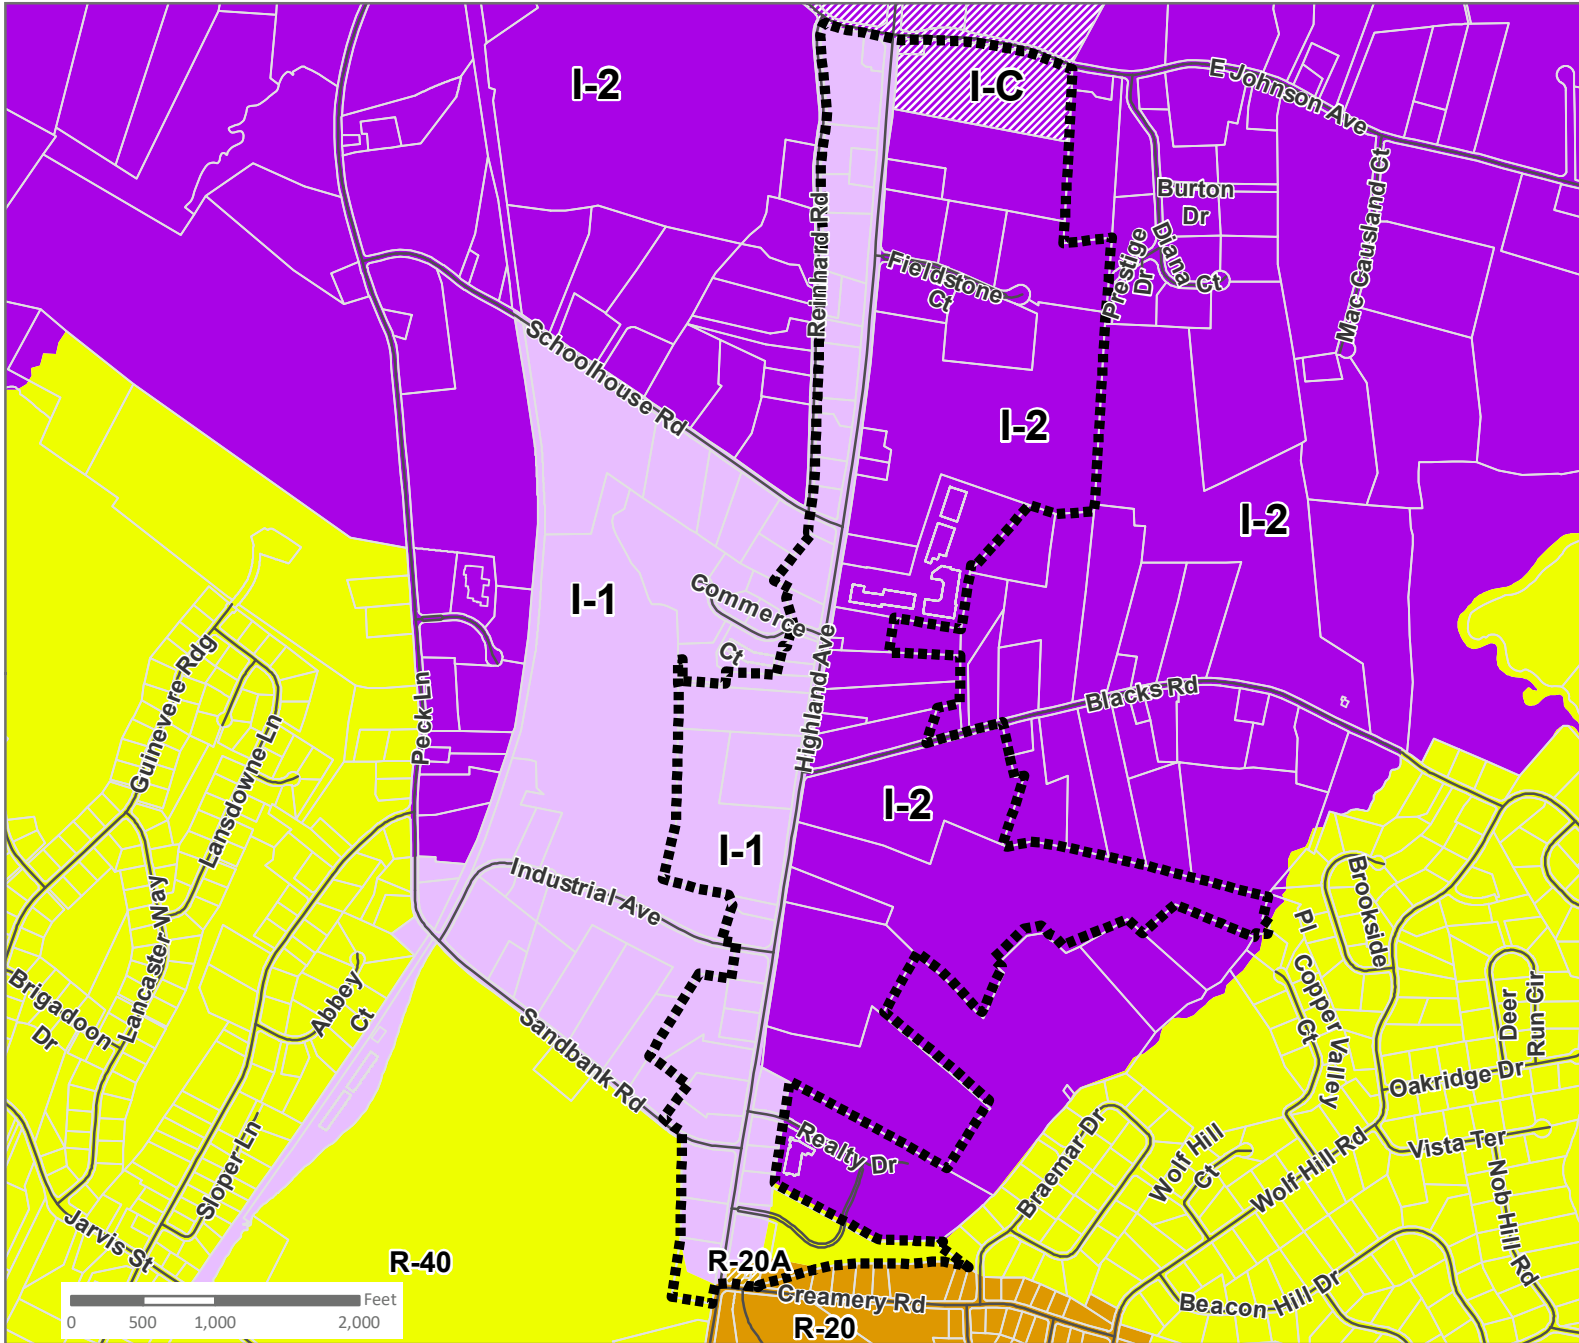 I-2
I-C
E Johnson Ave
Burton
Dr
Mac Causland Ct
Reinhard Rd
Diana
Ct
Prestige
Dr
Fieldstone
Ct
Schoolhouse Rd
I-2
I-2
I-1
Commerce
Ct
Highland Ave
Blacks Rd
Peck Ln
Guinevere Rdg
Lansdowne Ln
I-2
I-1
Industrial Ave
Lancaster Way
Brookside
Pl
Copper Valley
Ct
Deer
Run Cir
Brigadoon
Dr
Abbey
Ct
Sandbank Rd
Oakridge Dr
Realty Dr
Braemar Dr
Wolf Hill
Ct
Wolf Hill Rd
Vista Ter
Nob Hill Rd
Sloper Ln
Jarvis St
R-40
R-20A
Creamery Rd
R-20
Beacon Hill Dr
Feet
0 500 1,000 2,000